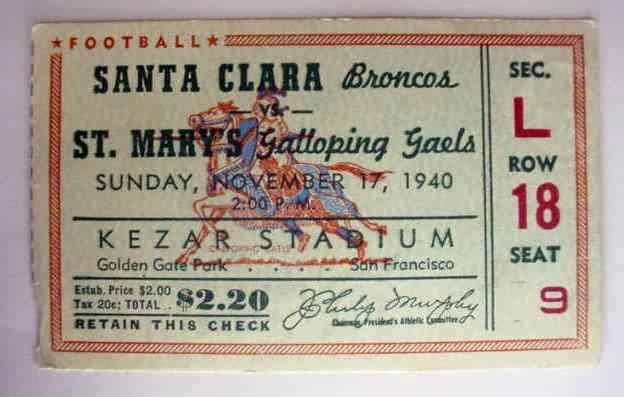 ★FOOTBALL★
SANTA CLARA Broncos
— VS. —
ST. MARY'S Galloping Gaels
SUNDAY, NOVEMBER 17, 1940
2:00 P.M.
KEZAR STADIUM
Golden Gate Park . . . . San Francisco
Estab. Price $2.00
Tax 20c; TOTAL . $2.20
RETAIN THIS CHECK
Murphy
Chairman, President's Athletic Committee
SEC.
L
ROW
18
SEAT
9